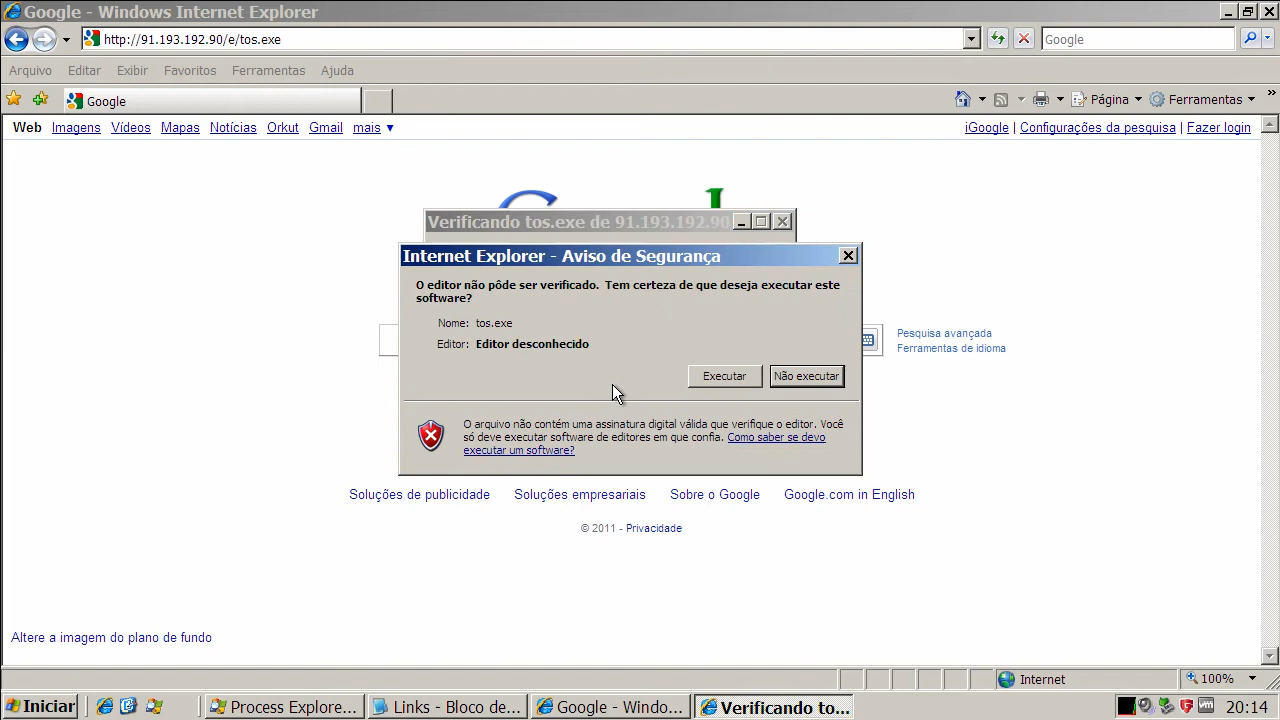 Google - Windows Internet Explorer
http://91.193.192.90/e/tos.exe
Google
Arquivo Editar Exibir Favoritos Ferramentas Ajuda
Google
Página Ferramentas »
Web Imagens Vídeos Mapas Notícias Orkut Gmail mais ▼
iGoogle | Configurações da pesquisa | Fazer login
Verificando tos.exe de 91.193.192.90
Internet Explorer - Aviso de Segurança
O editor não pôde ser verificado. Tem certeza de que deseja executar este
software?
Nome: tos.exe
Editor: Editor desconhecido
Executar Não executar
O arquivo não contém uma assinatura digital válida que verifique o editor. Você
só deve executar software de editores em que confia. Como saber se devo
executar um software?
Pesquisa avançada
Ferramentas de idioma
Soluções de publicidade Soluções empresariais Sobre o Google Google.com in English
© 2011 - Privacidade
Altere a imagem do plano de fundo
Internet 100%
Iniciar Process Explore... Links - Bloco de... Google - Windo... Verificando to... 20:14